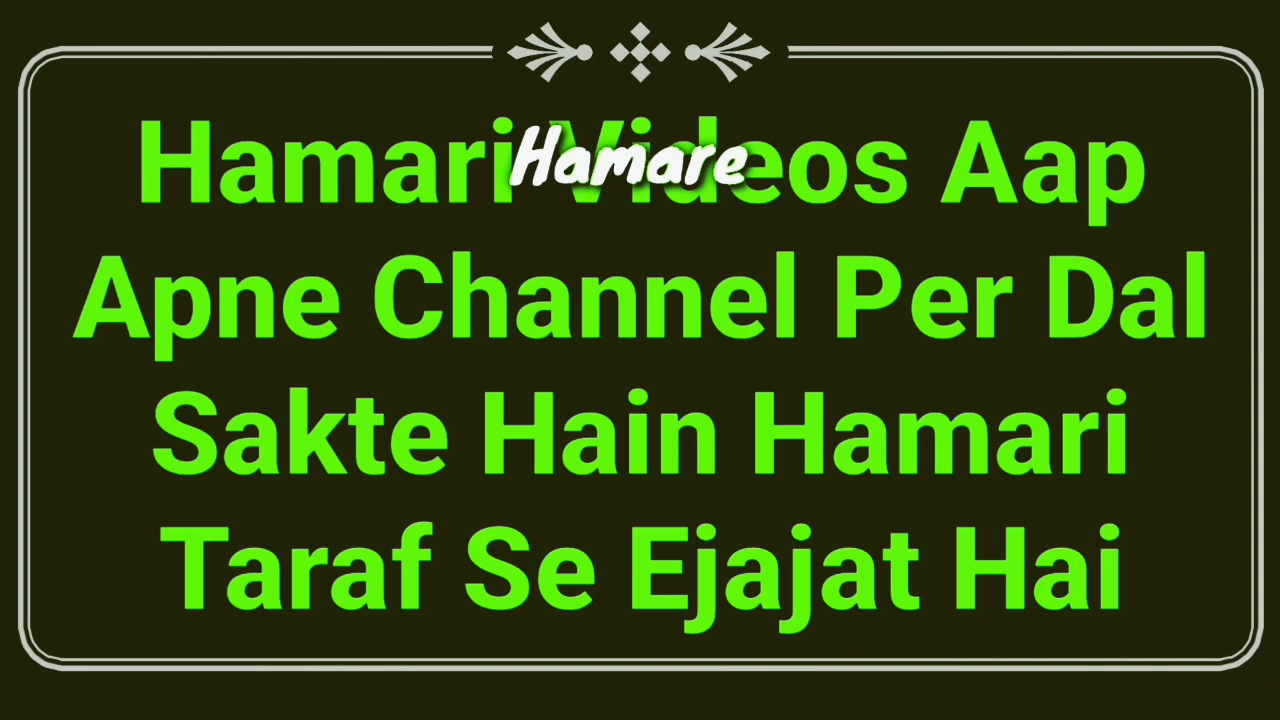 Hamari Videos Aap
Hamare
Apne Channel Per Dal
Sakte Hain Hamari
Taraf Se Ejajat Hai